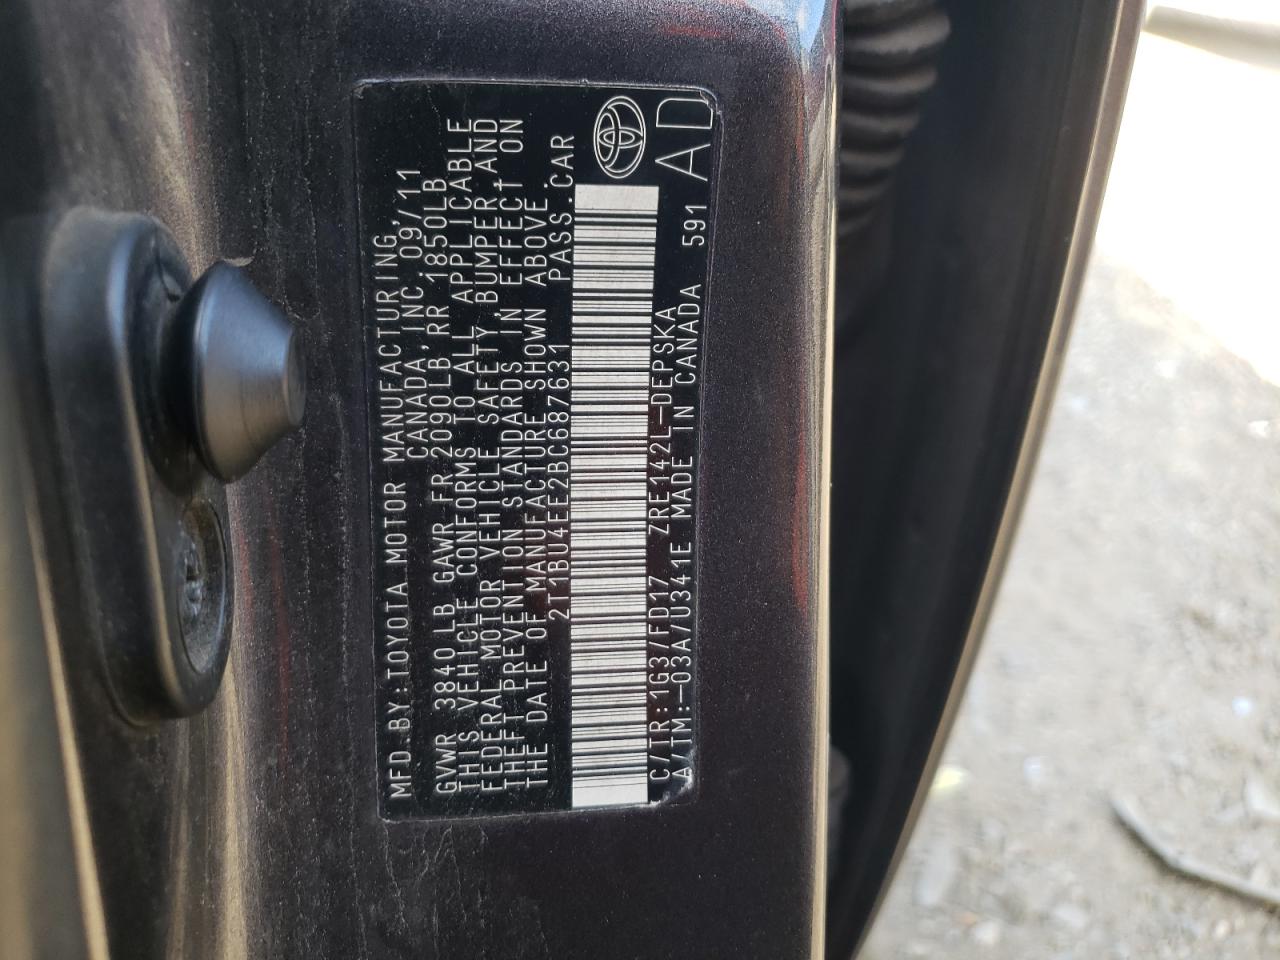 MFD.BY:TOYOTA MOTOR MANUFACTURING
CANADA,INC. 09/11
GVWR 3840LB GAWR FR 2090LB,RR 1850LB
THIS VEHICLE CONFORMS TO ALL APPLICABLE
FEDERAL MOTOR VEHICLE SAFETY,BUMPER,AND
THEFT PREVENTION STANDARDS IN EFFECT ON
THE DATE OF MANUFACTURE SHOWN ABOVE.
2T1BU4EE2BC687631 PASS.CAR
C/TR:1G3/FD17 ZRE142L-DEPSKA
A/TM:-03A/U341E MADE IN CANADA 591
AD